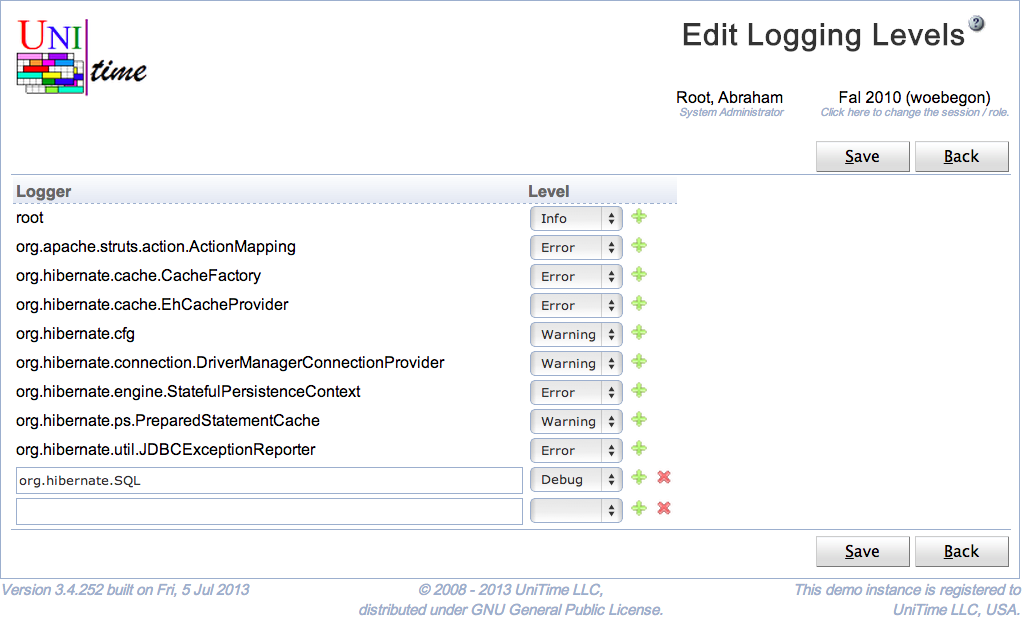 UNI
time
Edit Logging Levels
?
Root, Abraham
Fal 2010 (woebegon)
System Administrator
Click here to change the session / role.
Save
Back
Logger
Level
root
Info
org.apache.struts.action.ActionMapping
Error
org.hibernate.cache.CacheFactory
Error
org.hibernate.cache.EhCacheProvider
Error
org.hibernate.cfg
Warning
org.hibernate.connection.DriverManagerConnectionProvider
Warning
org.hibernate.engine.StatefulPersistenceContext
Error
org.hibernate.ps.PreparedStatementCache
Warning
org.hibernate.util.JDBCExceptionReporter
Error
org.hibernate.SQL
Debug
Save
Back
Version 3.4.252 built on Fri, 5 Jul 2013
© 2008 - 2013 UniTime LLC,
distributed under GNU General Public License.
This demo instance is registered to
UniTime LLC, USA.